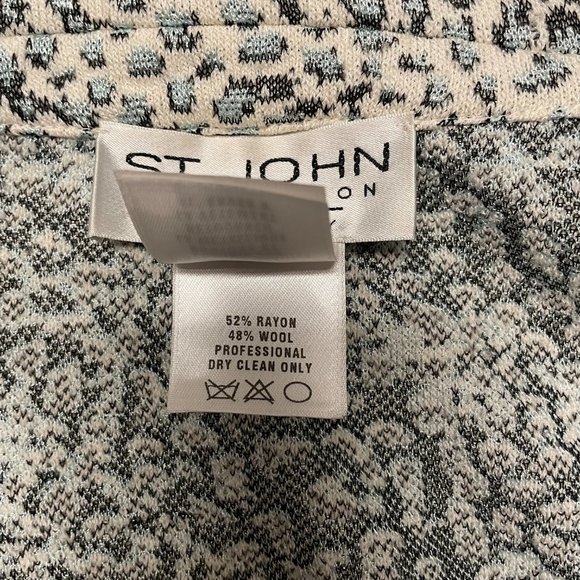 ST. JOHN
52% RAYON
48% WOOL
PROFESSIONAL
DRY CLEAN ONLY